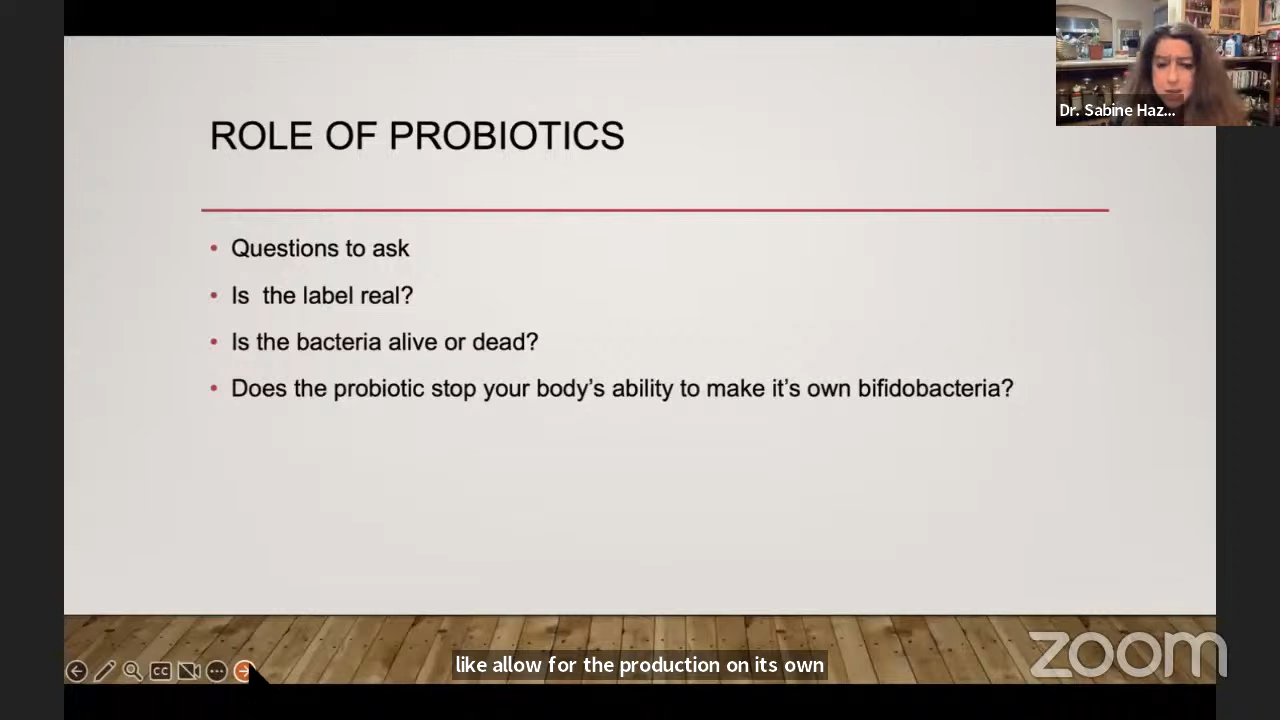 Dr. Sabine Haz...
ROLE OF PROBIOTICS
Questions to ask
Is  the label real?
Is the bacteria alive or dead?
Does the probiotic stop your body’s ability to make it’s own bifidobacteria?
CC
like allow for the production on its own
zoom